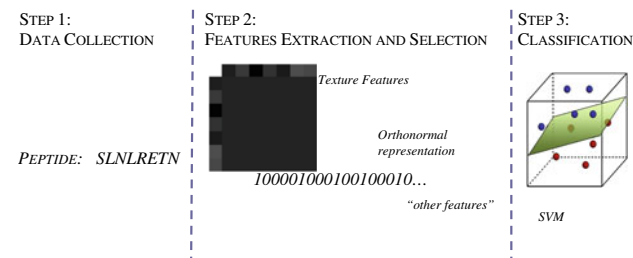 STEP 1:
DATA COLLECTION
PEPTIDE: SLNLRETN
STEP 2:
FEATURES EXTRACTION AND SELECTION
Texture Features
Orthonormal
representation
100001000100100010...
"other features"
STEP 3:
CLASSIFICATION
SVM